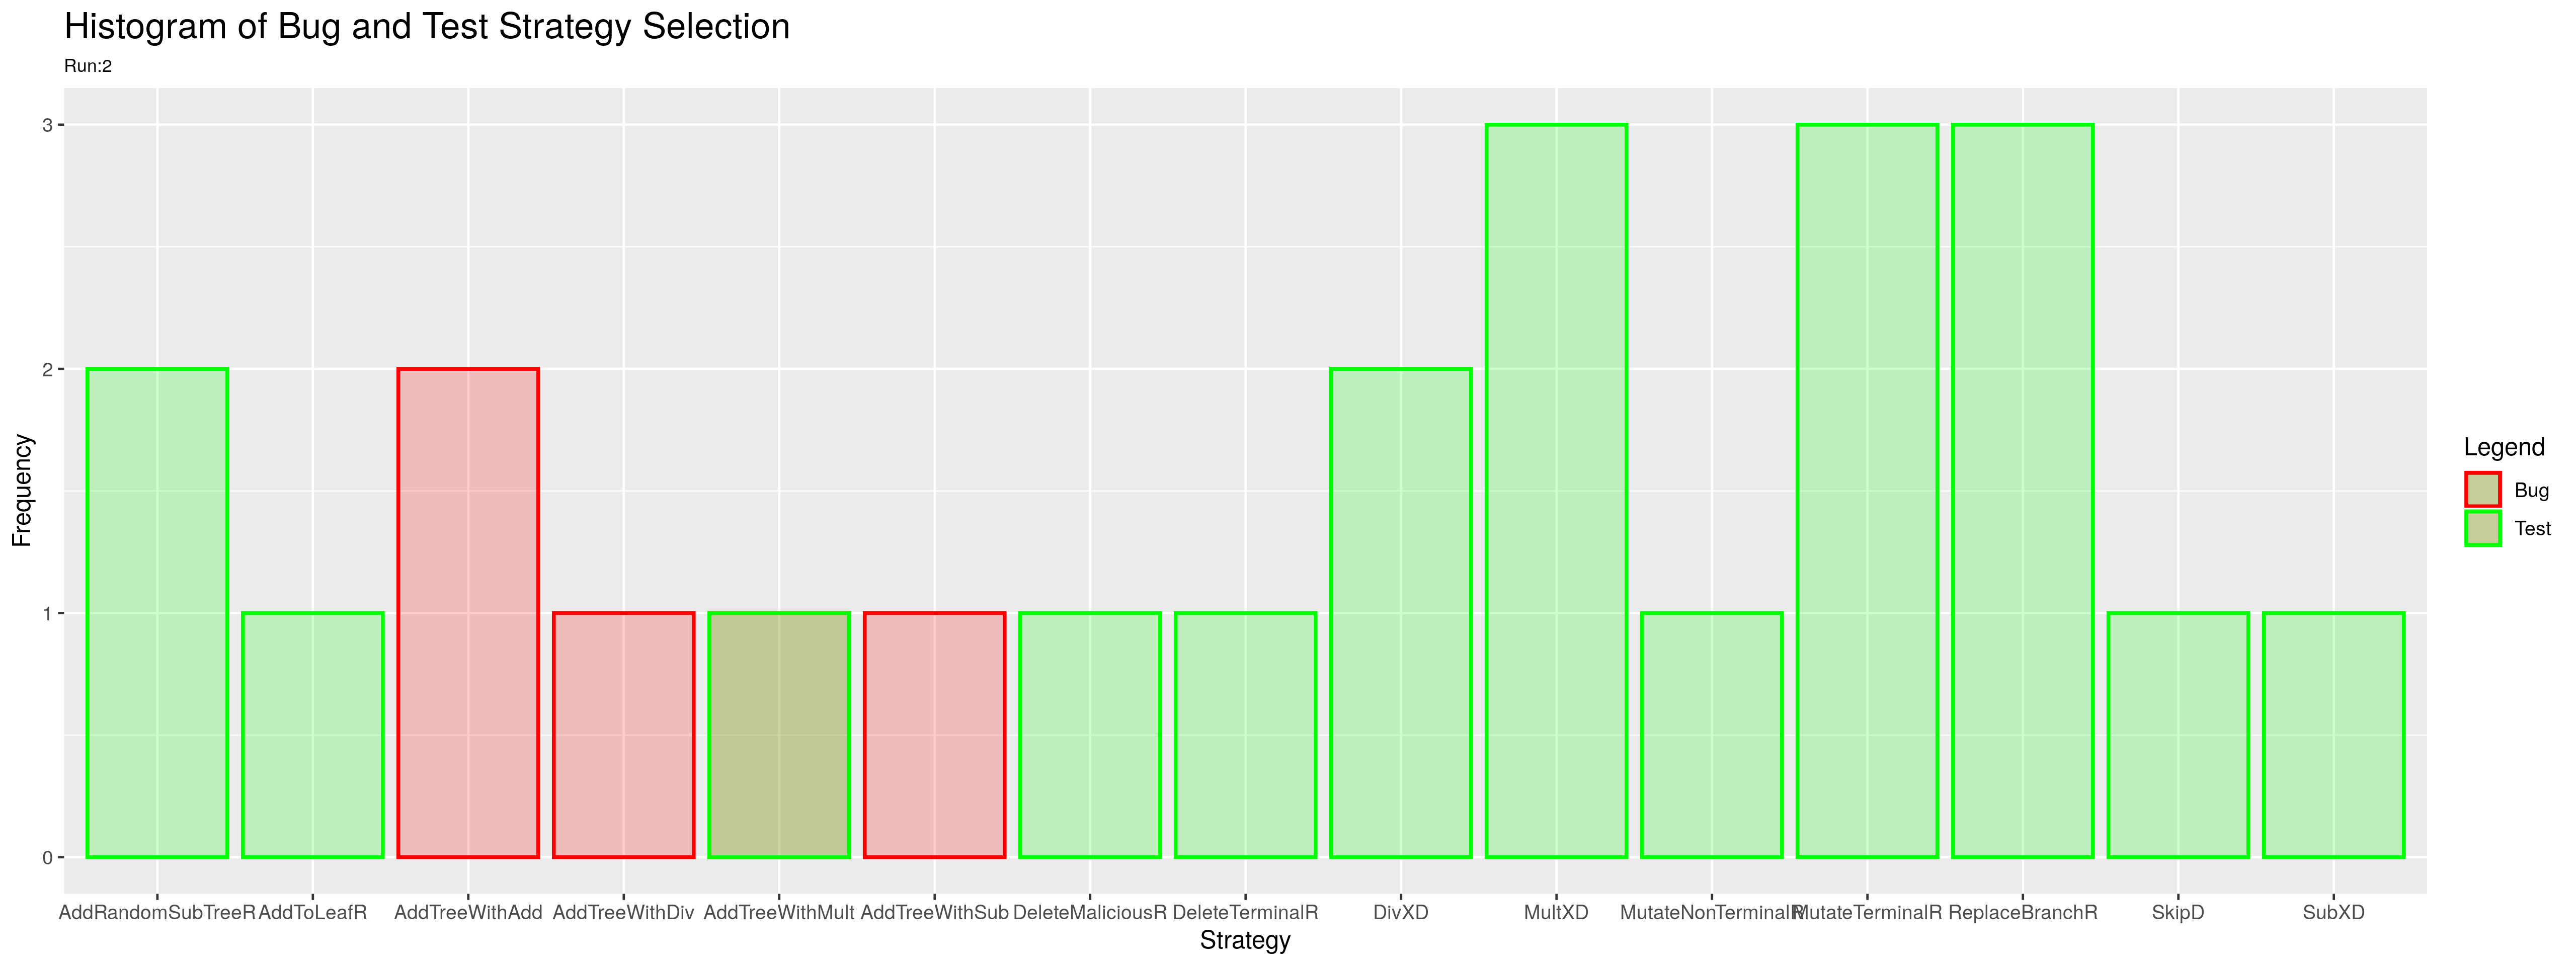 Histogram of Bug and Test Strategy Selection
Run:2
Frequency
3
2
1
0
AddRandomSubTreeR AddToLeafR AddTreeWithAdd AddTreeWithDiv AddTreeWithMult AddTreeWithSub DeleteMaliciousR DeleteTerminalR DivXD MultXD MutateNonTerminalR MutateTerminalR ReplaceBranchR SkipD SubXD
Strategy
Legend
Bug
Test